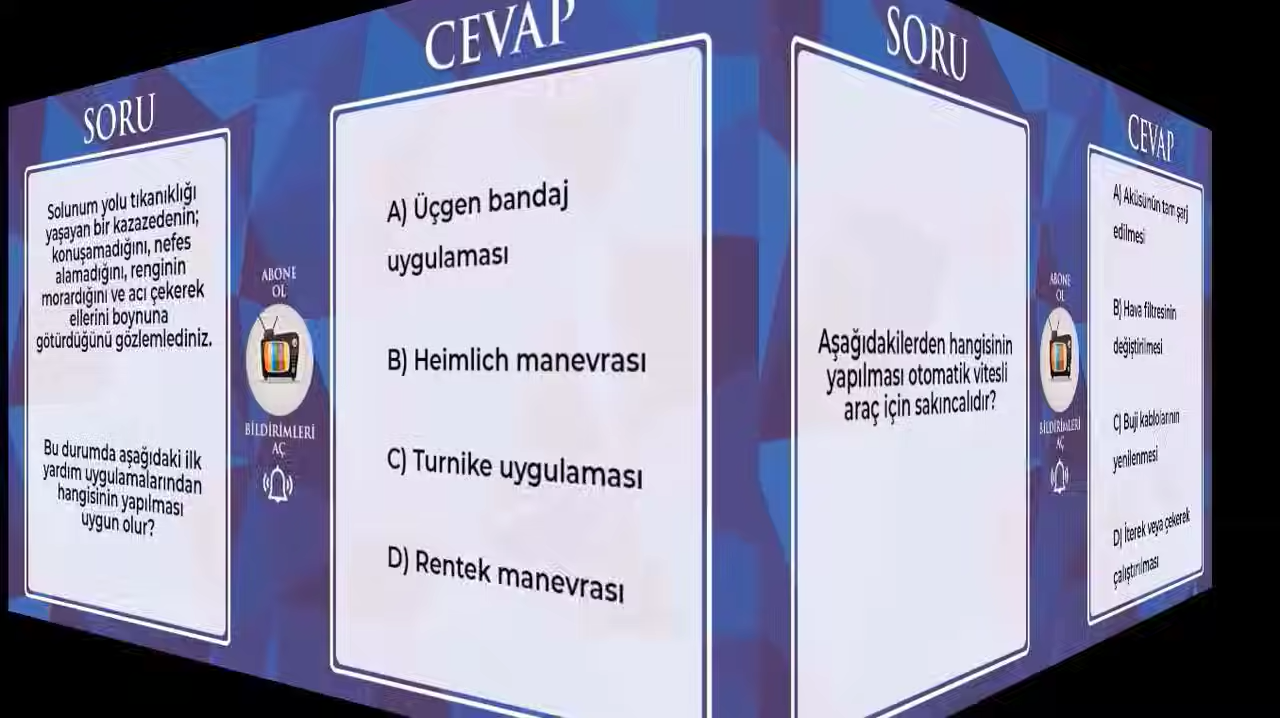 SORU
Solunum yolu tıkanıklığı
yaşayan bir kazazedenin;
konuşamadığını, nefes
alamadığını, renginin
morardığını ve acı çekerek
ellerini boynuna
götürdüğünü gözlemlediniz.
Bu durumda aşağıdaki ilk
yardım uygulamalarından
hangisinin yapılması
uygun olur?
ABONE
OL
BİLDİRİMLERİ
AÇ
CEVAP
A) Üçgen bandaj
uygulaması
B) Heimlich manevrası
C) Turnike uygulaması
D) Rentek manevrası
SORU
Aşağıdakilerden hangisinin
yapılması otomatik vitesli
araç için sakıncalıdır?
ABONE
OL
BİLDİRİMLERİ
AÇ
CEVAP
A) Aküsünün tam şarj
edilmesi
B) Hava filtresinin
değiştirilmesi
C) Buji kablolarının
yenilenmesi
D) İterek veya çekerek
çalıştırılması